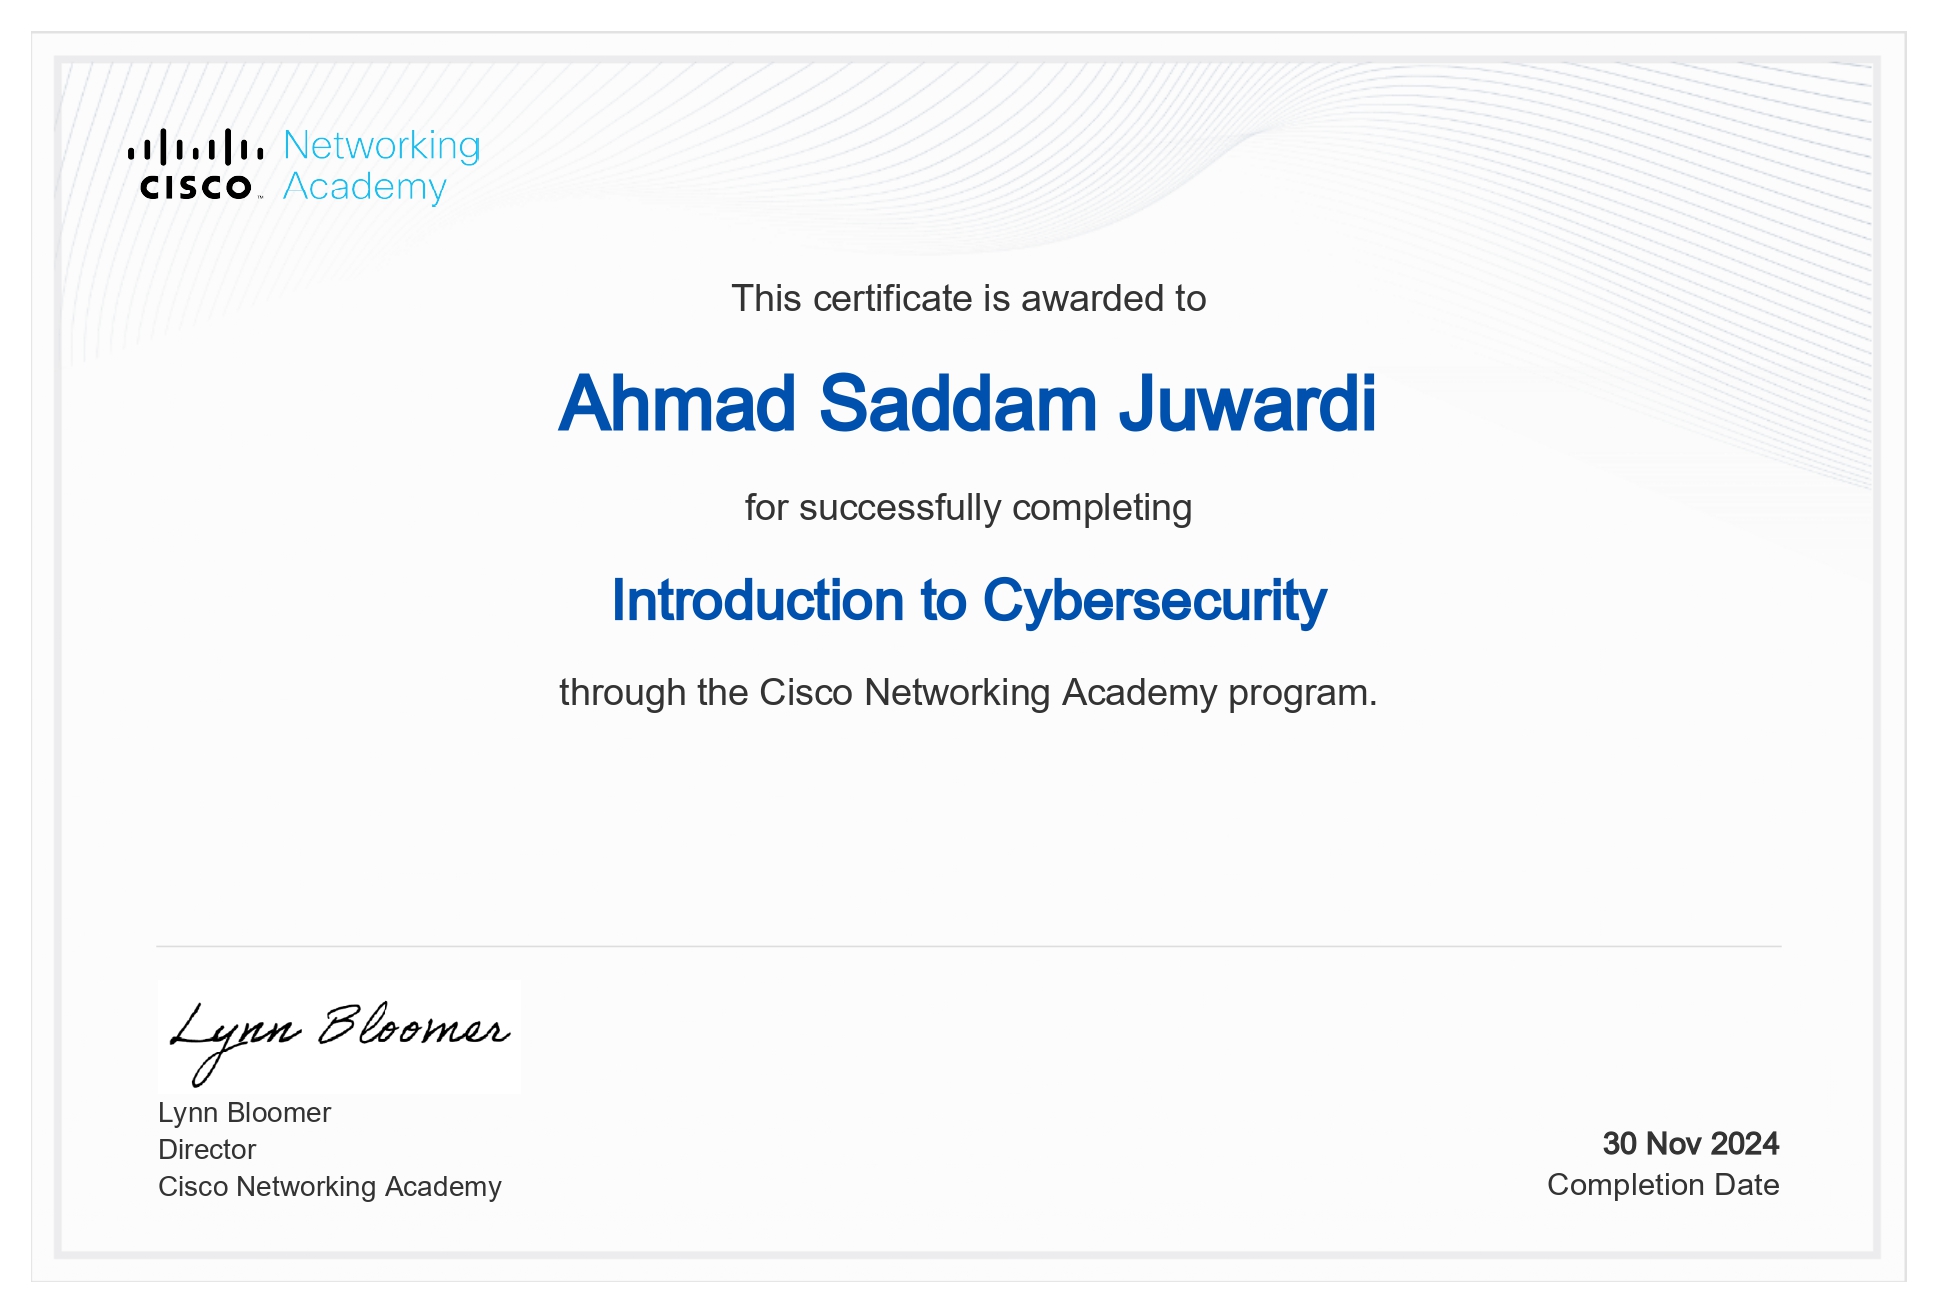 Networking
CISCO™ Academy
This certificate is awarded to
Ahmad Saddam Juwardi
for successfully completing
Introduction to Cybersecurity
through the Cisco Networking Academy program.
Lynn Bloomer
Lynn Bloomer
Director
Cisco Networking Academy
30 Nov 2024
Completion Date